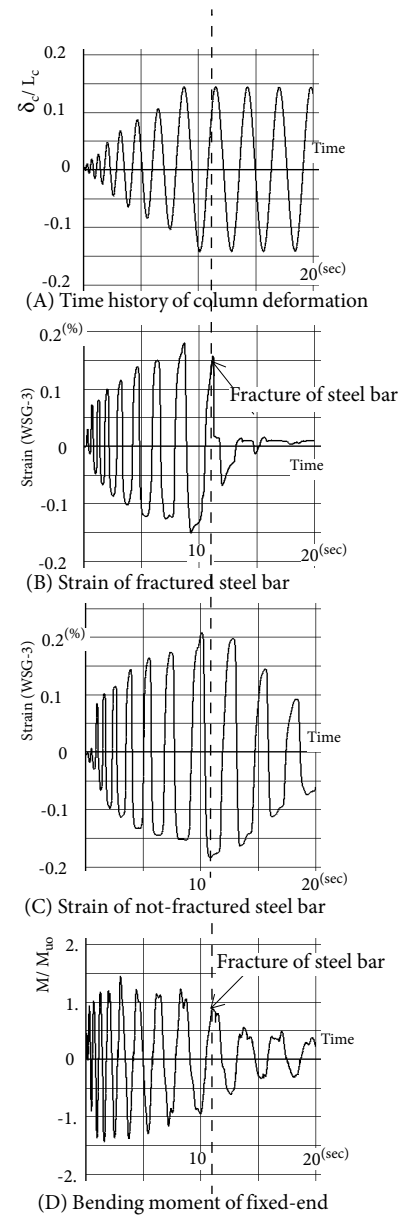 0.2
δc/ Lc
0.1
Time
0
-0.1
-0.2
20(sec)
(A) Time history of column deformation
0.2(%)
Fracture of steel bar
0.1
Strain (WSG-3)
0
Time
-0.1
10
20(sec)
-0.2
(B) Strain of fractured steel bar
0.2(%)
0.1
Strain (WSG-3)
Time
0
-0.1
-0.2
10
20(sec)
(C) Strain of not-fractured steel bar
2.
Fracture of steel bar
M/ Muo
1.
Time
0
-1.
10
20(sec)
-2.
(D) Bending moment of fixed-end